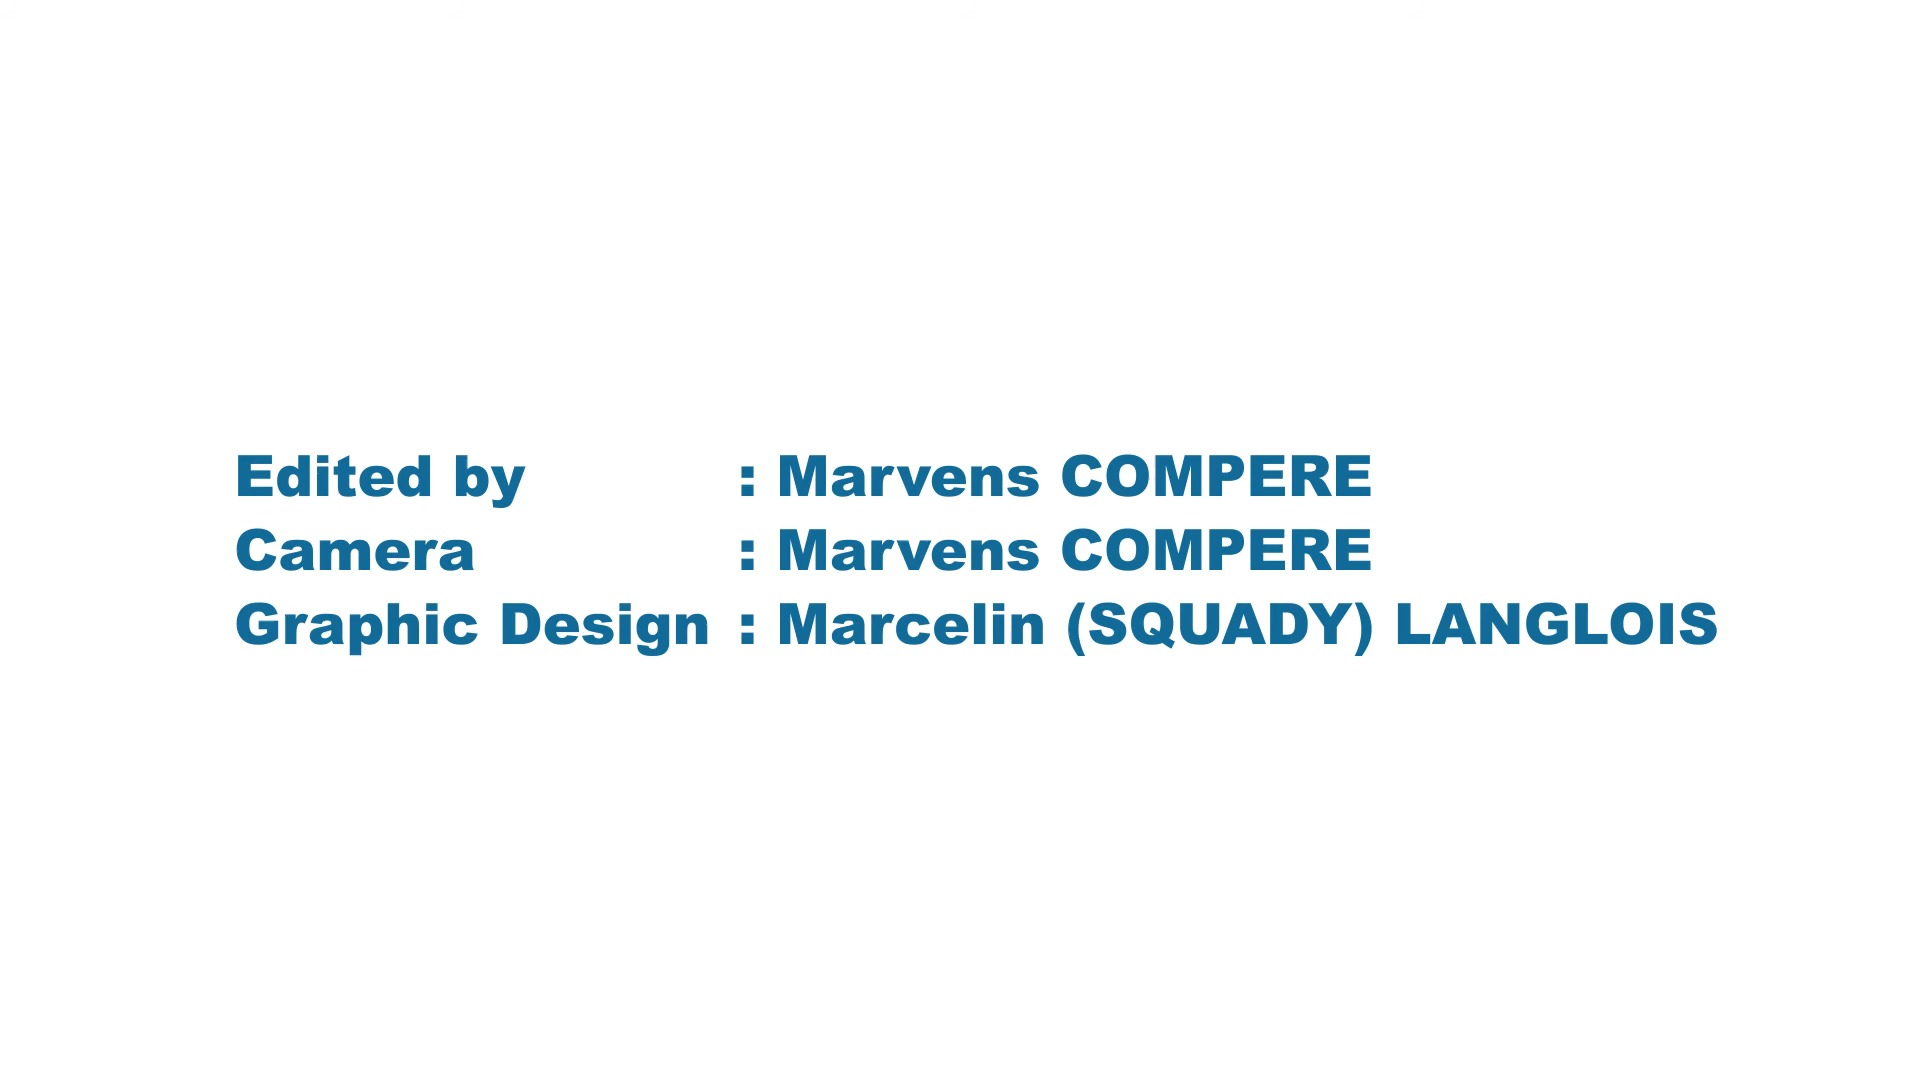 Edited by : Marvens COMPERE
Camera : Marvens COMPERE
Graphic Design : Marcelin (SQUADY) LANGLOIS